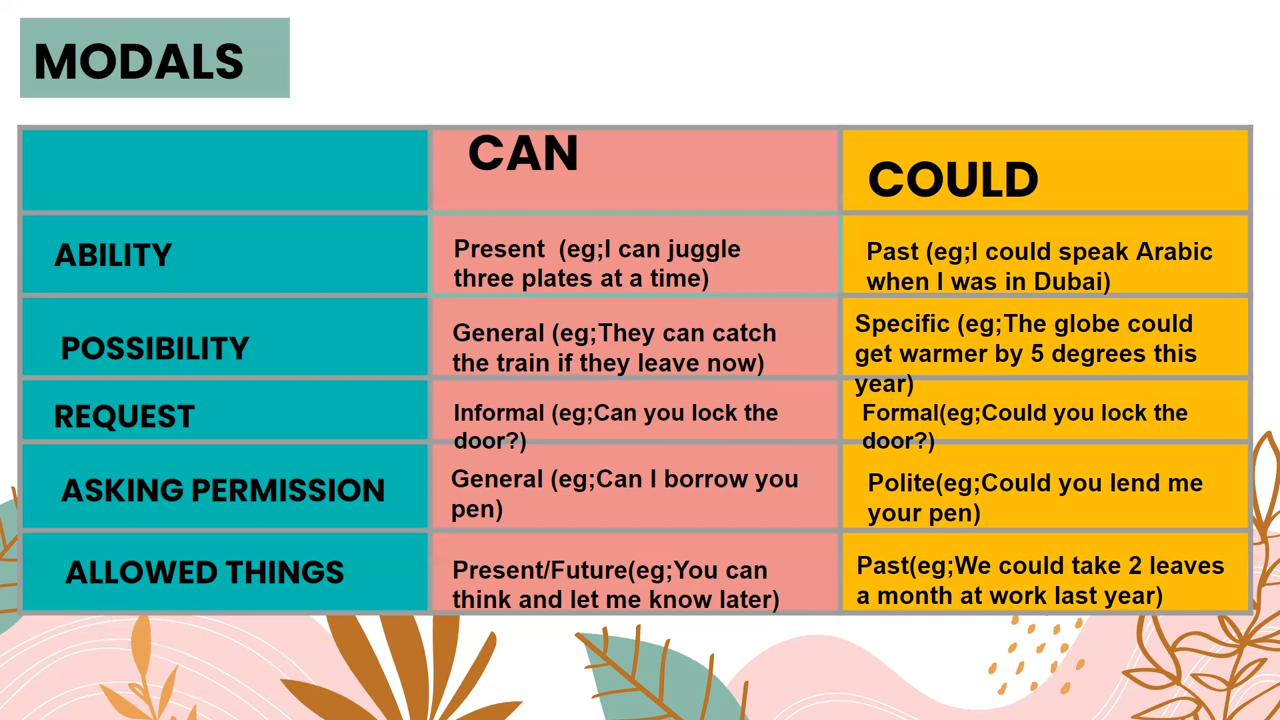 MODALS
CAN
COULD
ABILITY
Present (eg;I can juggle
three plates at a time)
Past (eg;I could speak Arabic
when I was in Dubai)
POSSIBILITY
General (eg;They can catch
the train if they leave now)
Specific (eg;The globe could
get warmer by 5 degrees this
year)
REQUEST
Informal (eg;Can you lock the
door?)
Formal(eg;Could you lock the
door?)
ASKING PERMISSION
General (eg;Can I borrow you
pen)
Polite(eg;Could you lend me
your pen)
ALLOWED THINGS
Present/Future(eg;You can
think and let me know later)
Past(eg;We could take 2 leaves
a month at work last year)